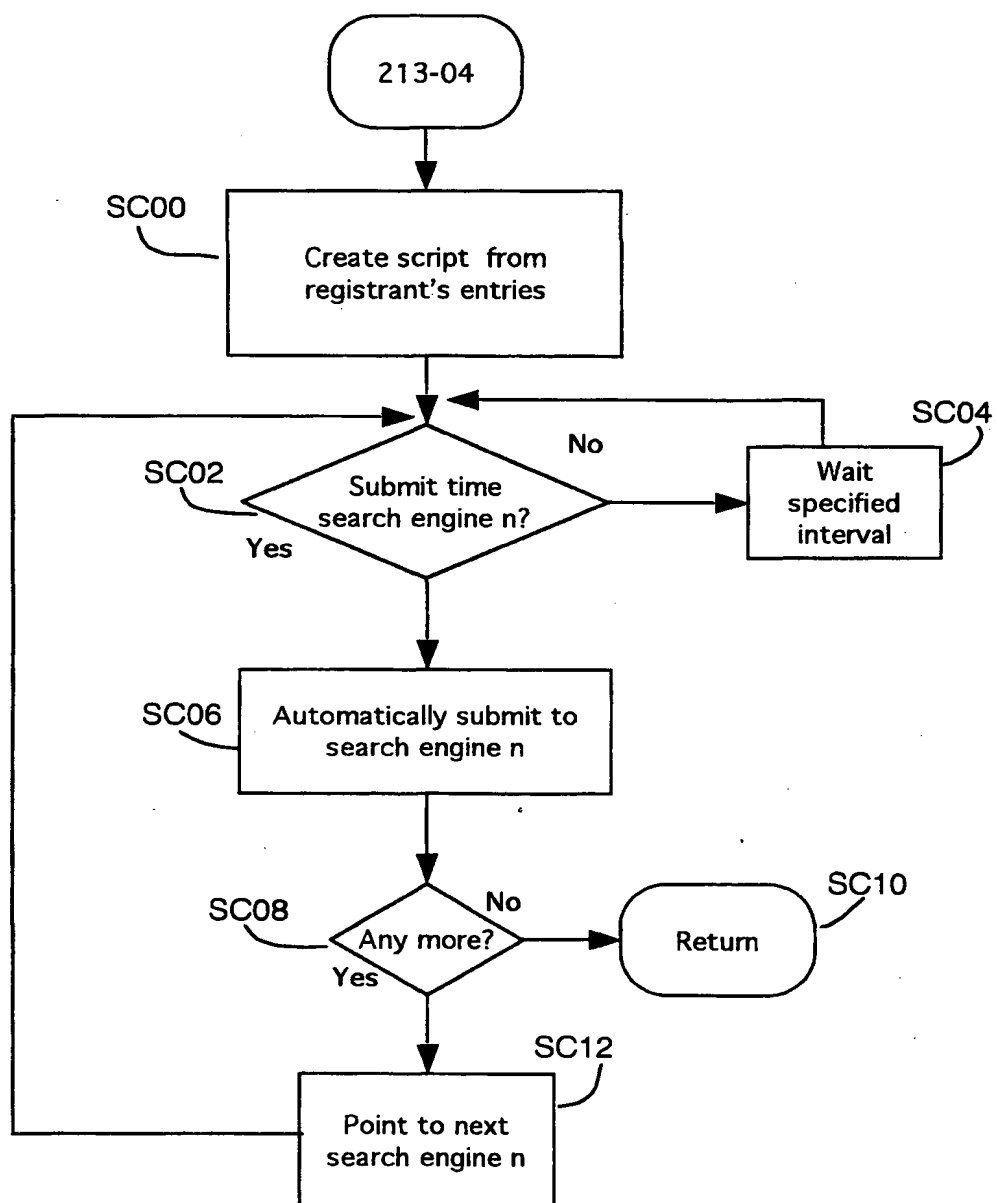 213-04
SC00
Create script from
registrant's entries
SC04
No
SC02
Submit time
search engine n?
Wait
specified
interval
Yes
SC06
Automatically submit to
search engine n
SC10
SC08
No
Any more?
Return
Yes
SC12
Point to next
search engine n